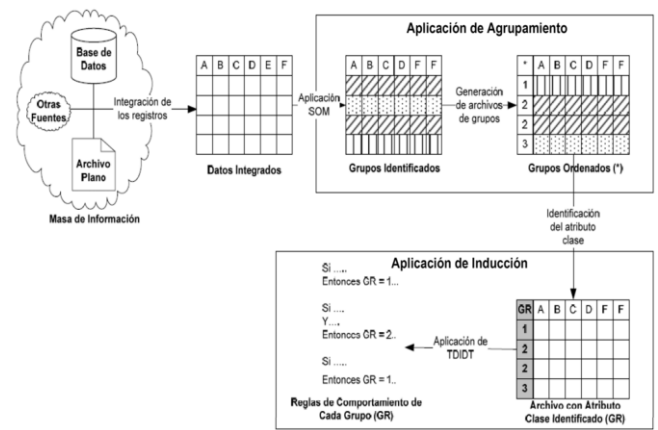 Aplicación de Agrupamiento
Base de
Datos
Otras
Fuentes
Archivo
Plano
Masa de Información
Integración de
los registros
A B C D E F
Datos Integrados
Aplicación
SOM
A B C D F F
Grupos Identificados
Generación
de archivos
de grupos
* A B C D F F
1
2
2
3
Grupos Ordenados (*)
Identificación
del atributo
clase
Aplicación de Inducción
Si .....
Entonces GR = 1...
Si .....
Y....,
Entonccs GR = 2..
Si .....
Entonces GR = 1..
Reglas de Comportamiento de
Cada Grupo (GR)
Aplicación de
TDIDT
GR A B C D F F
1
2
2
3
Archivo con Atributo
Clase Identificado (GR)